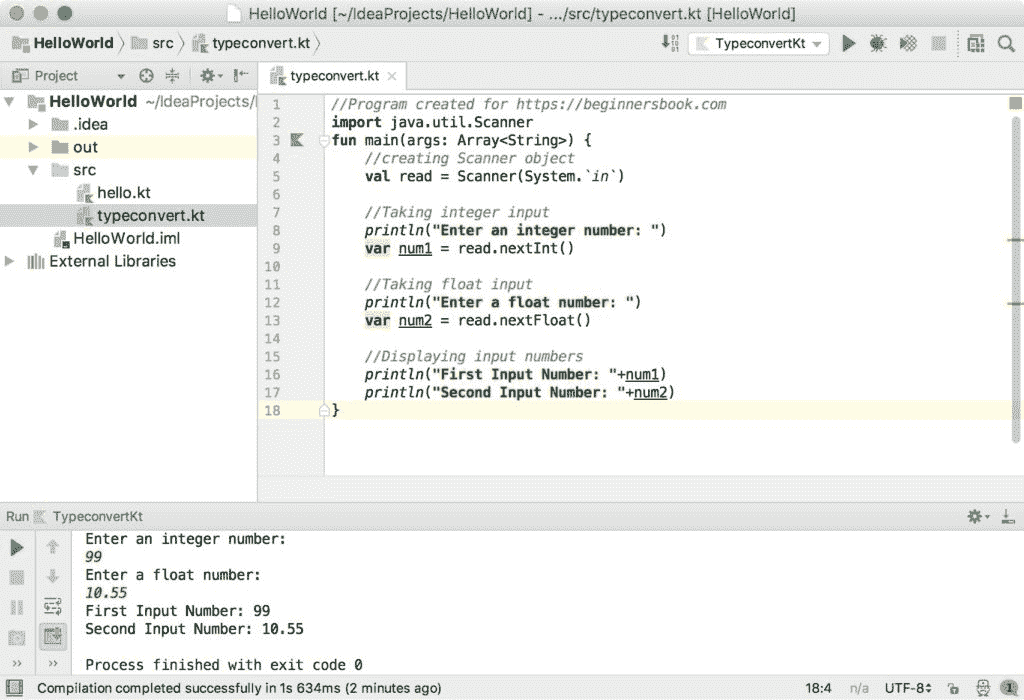 HelloWorld [~/IdeaProjects/HelloWorld] - .../src/typeconvert.kt [HelloWorld]
HelloWorld src typeconvert.kt TypeconvertKt
Project typeconvert.kt
HelloWorld ~/IdeaProjects/
.idea
out
src
hello.kt
typeconvert.kt
HelloWorld.iml
External Libraries
1 //Program created for https://beginnersbook.com
2 import java.util.Scanner
3 fun main(args: Array<String>) {
4 //creating Scanner object
5 val read = Scanner(System.`in`)
6
7 //Taking integer input
8 println("Enter an integer number: ")
9 var num1 = read.nextInt()
10
11 //Taking float input
12 println("Enter a float number: ")
13 var num2 = read.nextFloat()
14
15 //Displaying input numbers
16 println("First Input Number: "+num1)
17 println("Second Input Number: "+num2)
18 }
Run TypeconvertKt
Enter an integer number:
99
Enter a float number:
10.55
First Input Number: 99
Second Input Number: 10.55
Process finished with exit code 0
Compilation completed successfully in 1s 634ms (2 minutes ago) 18:4 n/a UTF-8 1